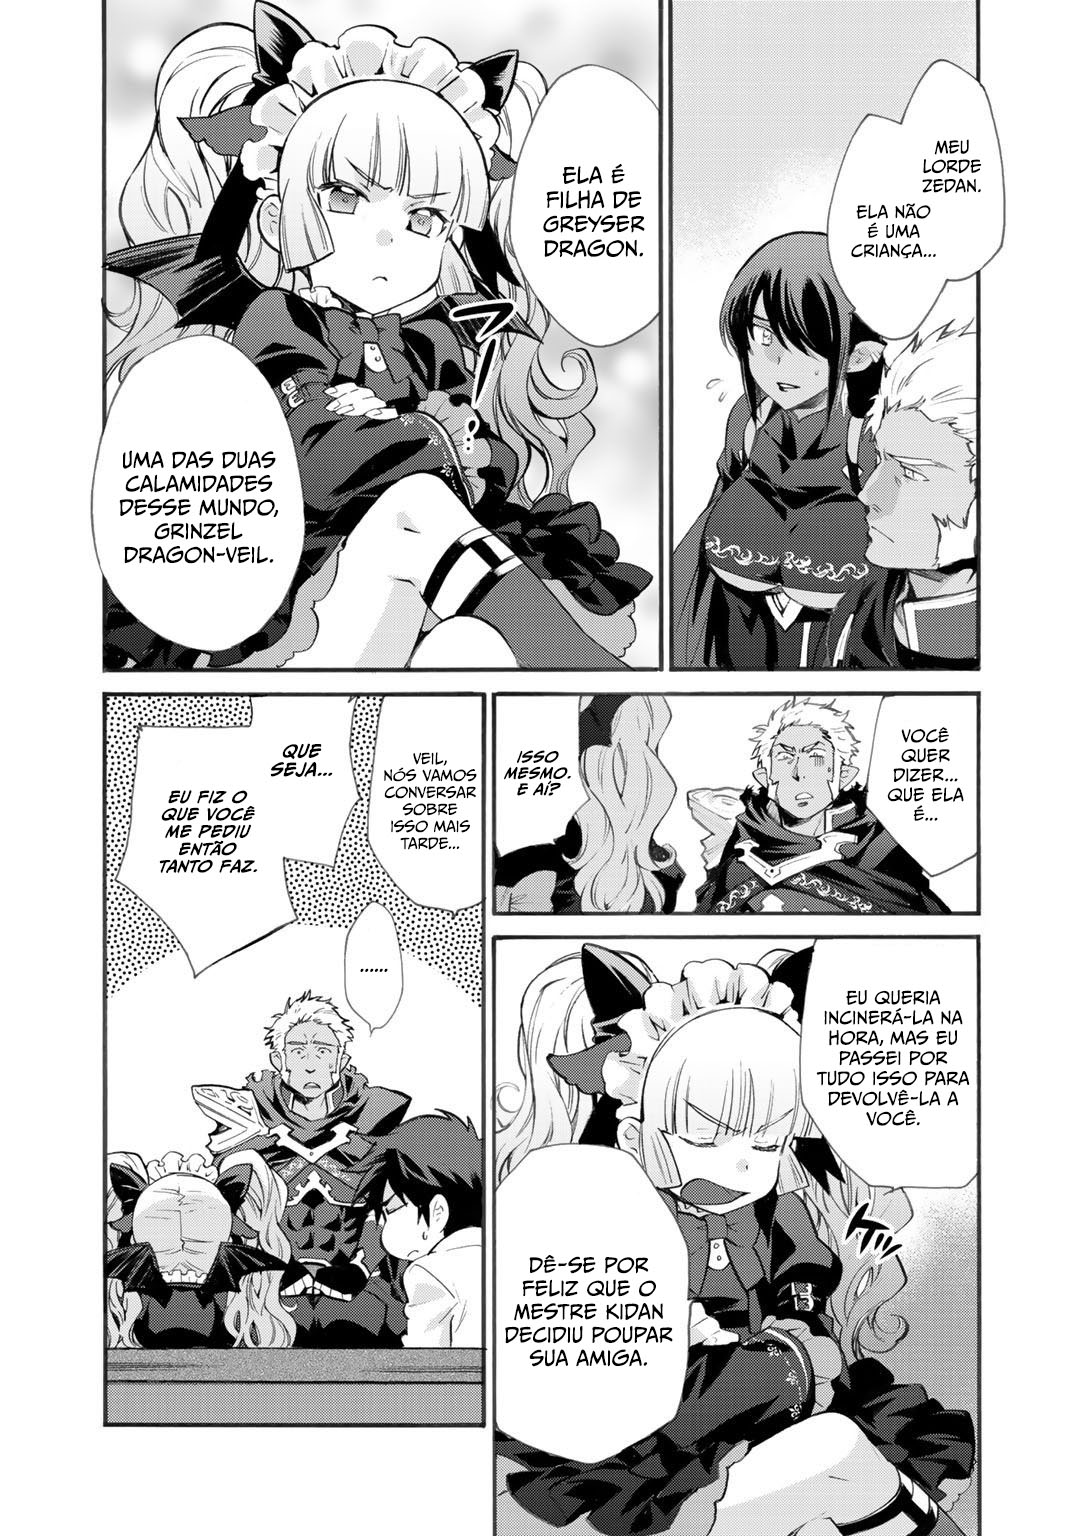 MEU
LORDE
ZEDAN.
ELA NÃO
É UMA
CRIANÇA...
ELA É
FILHA DE
GREYSER
DRAGON.
UMA DAS DUAS
CALAMIDADES
DESSE MUNDO,
GRINZEL
DRAGON-VEIL.
VOCÊ
QUER
DIZER...
QUE ELA
É...
ISSO
MESMO.
E AÍ?
EU QUERIA
INCINERÁ-LA NA
HORA, MAS EU
PASSEI POR
TUDO ISSO PARA
DEVOLVÊ-LA A
VOCÊ.
DÊ-SE POR
FELIZ QUE O
MESTRE KIDAN
DECIDIU POUPAR
SUA AMIGA.
VEIL,
NÓS VAMOS
CONVERSAR
SOBRE
ISSO MAIS
TARDE...
QUE
SEJA...
EU FIZ O
QUE VOCÊ
ME PEDIU
ENTÃO
TANTO FAZ.
......